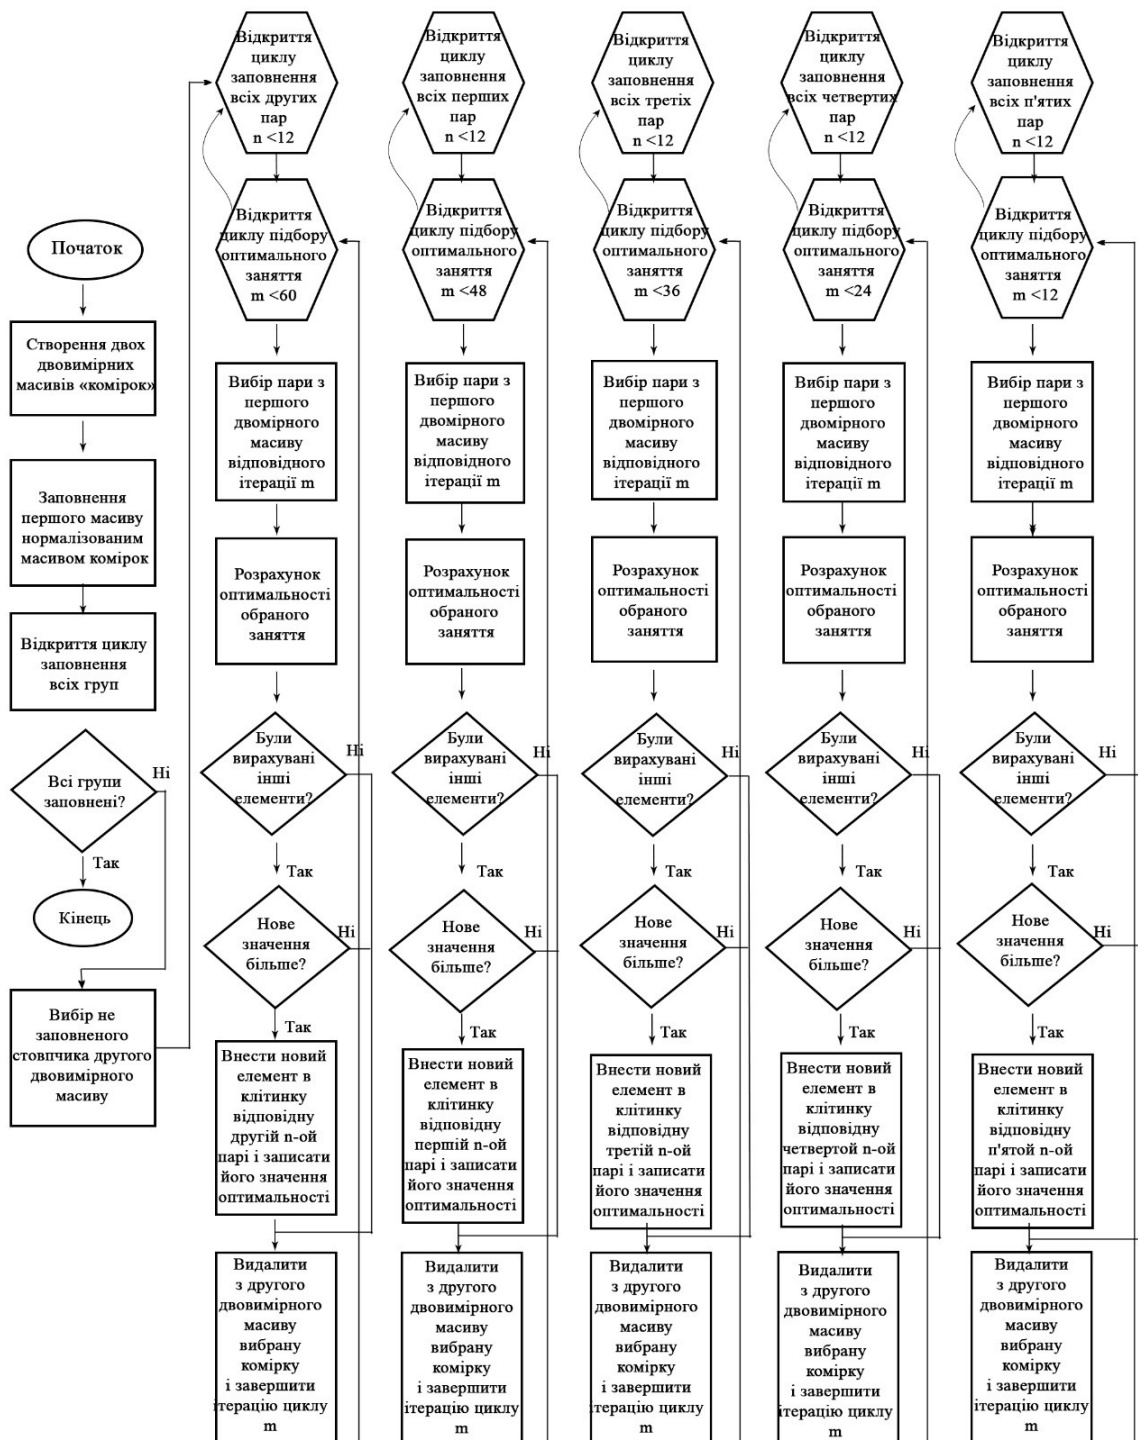 Початок
Створення двох
двовимірних
масивів «комірок»
Заповнення
першого масиву
нормалізованим
масивом комірок
Відкриття циклу
заповнення
всіх груп
Всі групи
заповнені?
Ні
Так
Кінець
Вибір не
заповненого
стовпчика другого
двовимірного
масиву
Відкриття
циклу
заповнення
всіх других
пар
n <12
Відкриття
циклу підбору
оптимального
заняття
m <60
Вибір пари з
першого
двомірного
масиву
відповідного
ітерації m
Розрахунок
оптимальності
обраного
заняття
Були
вирахувані
інші
елементи?
Ні
Так
Нове
значення
більше?
Ні
Так
Внести новий
елемент в
клітинку
відповідну
другій n-ой
парі і записати
його значення
оптимальності
Видалити
з другого
двовимірного
масиву
вибрану
комірку
і завершити
ітерацію циклу
m
Відкриття
циклу
заповнення
всіх перших
пар
n <12
Відкриття
циклу підбору
оптимального
заняття
m <48
Вибір пари з
першого
двомірного
масиву
відповідного
ітерації m
Розрахунок
оптимальності
обраного
заняття
Були
вирахувані
інші
елементи?
Ні
Так
Нове
значення
більше?
Ні
Так
Внести новий
елемент в
клітинку
відповідну
першій n-ой
парі і записати
його значення
оптимальності
Видалити
з другого
двовимірного
масиву
вибрану
комірку
і завершити
ітерацію циклу
m
Відкриття
циклу
заповнення
всіх третіх
пар
n <12
Відкриття
циклу підбору
оптимального
заняття
m <36
Вибір пари з
першого
двомірного
масиву
відповідного
ітерації m
Розрахунок
оптимальності
обраного
заняття
Були
вирахувані
інші
елементи?
Ні
Так
Нове
значення
більше?
Ні
Так
Внести новий
елемент в
клітинку
відповідну
третій n-ой
парі і записати
його значення
оптимальності
Видалити
з другого
двовимірного
масиву
вибрану
комірку
і завершити
ітерацію циклу
m
Відкриття
циклу
заповнення
всіх четвертих
пар
n <12
Відкриття
циклу підбору
оптимального
заняття
m <24
Вибір пари з
першого
двомірного
масиву
відповідного
ітерації m
Розрахунок
оптимальності
обраного
заняття
Були
вирахувані
інші
елементи?
Ні
Так
Нове
значення
більше?
Ні
Так
Внести новий
елемент в
клітинку
відповідну
четвертой n-ой
парі і записати
його значення
оптимальності
Видалити
з другого
двовимірного
масиву
вибрану
комірку
і завершити
ітерацію циклу
m
Відкриття
циклу
заповнення
всіх п'ятих
пар
n <12
Відкриття
циклу підбору
оптимального
заняття
m <12
Вибір пари з
першого
двомірного
масиву
відповідного
ітерації m
Розрахунок
оптимальності
обраного
заняття
Були
вирахувані
інші
елементи?
Ні
Так
Нове
значення
більше?
Ні
Так
Внести новий
елемент в
клітинку
відповідну
п'ятой n-ой
парі і записати
його значення
оптимальності
Видалити
з другого
двовимірного
масиву
вибрану
комірку
і завершити
ітерацію циклу
m